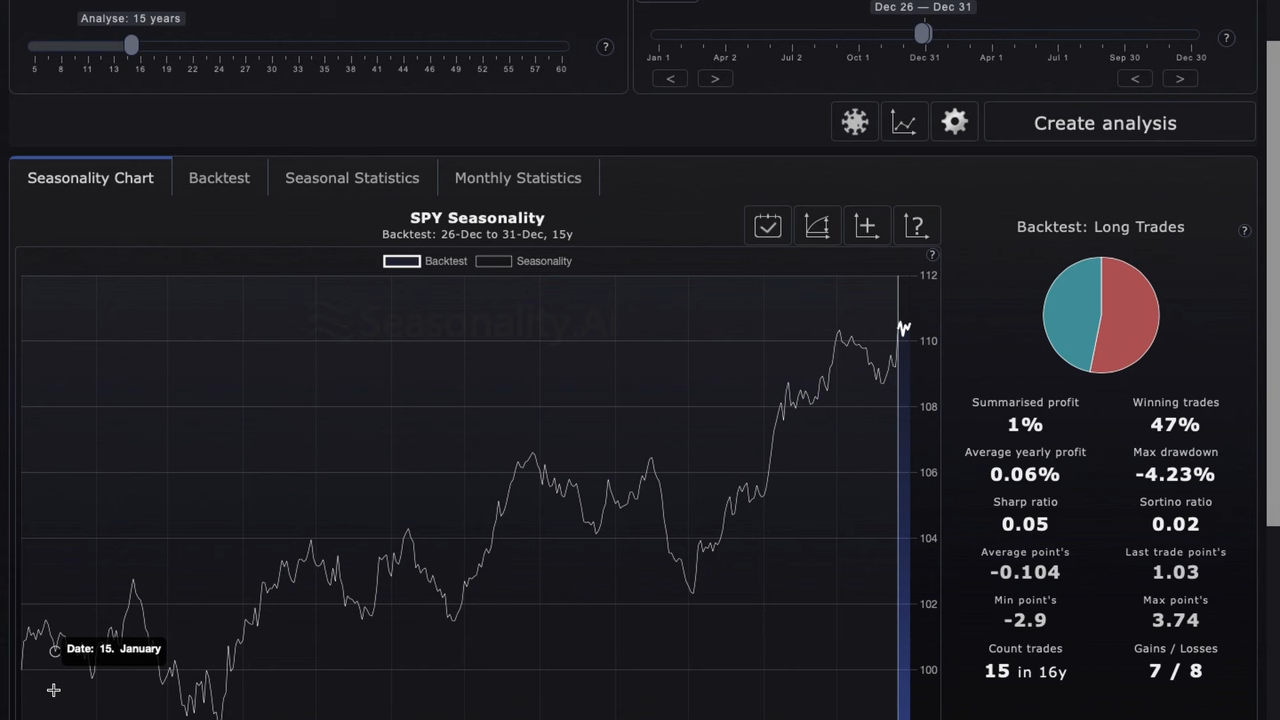 Analyse: 15 years
5 8 11 13 16 19 22 25 27 30 33 35 38 41 44 46 49 52 55 57 60
?
Dec 26 — Dec 31
Jan 1 Apr 2 Jul 2 Oct 1 Dec 31 Apr 1 Jul 1 Sep 30 Dec 30
?
< > < >
Create analysis
Seasonality Chart Backtest Seasonal Statistics Monthly Statistics
SPY Seasonality
Backtest: 26-Dec to 31-Dec, 15y
?
Backtest Seasonality
?
Seasonality.A
112
110
108
106
104
102
100
Date: 15. January
Backtest: Long Trades
?
Summarised profit Winning trades
1% 47%
Average yearly profit Max drawdown
0.06% -4.23%
Sharp ratio Sortino ratio
0.05 0.02
Average point's Last trade point's
-0.104 1.03
Min point's Max point's
-2.9 3.74
Count trades Gains / Losses
15 in 16y 7 / 8